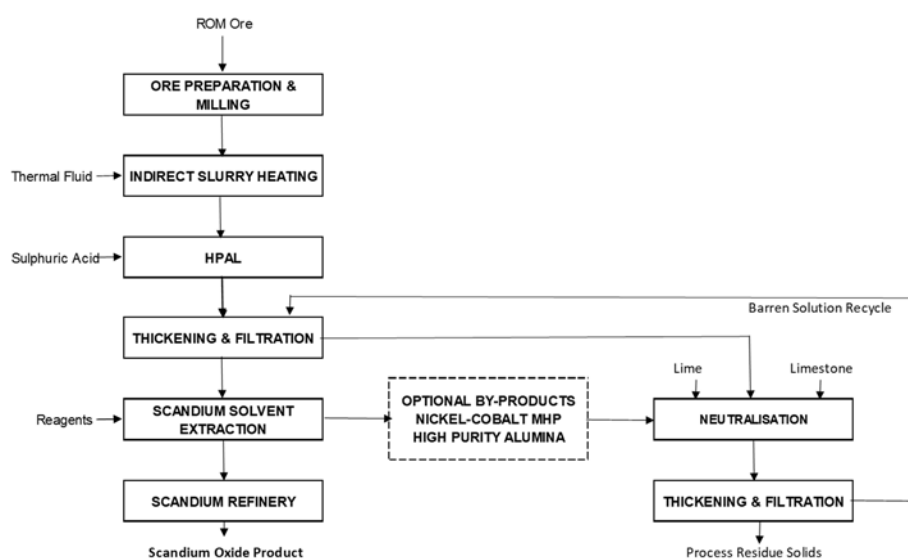 ROM Ore
ORE PREPARATION &
MILLING
Thermal Fluid
INDIRECT SLURRY HEATING
Sulphuric Acid
HPAL
Barren Solution Recycle
THICKENING & FILTRATION
Lime
Limestone
Reagents
SCANDIUM SOLVENT
EXTRACTION
OPTIONAL BY-PRODUCTS
NICKEL-COBALT MHP
HIGH PURITY ALUMINA
NEUTRALISATION
SCANDIUM REFINERY
THICKENING & FILTRATION
Scandium Oxide Product
Process Residue Solids